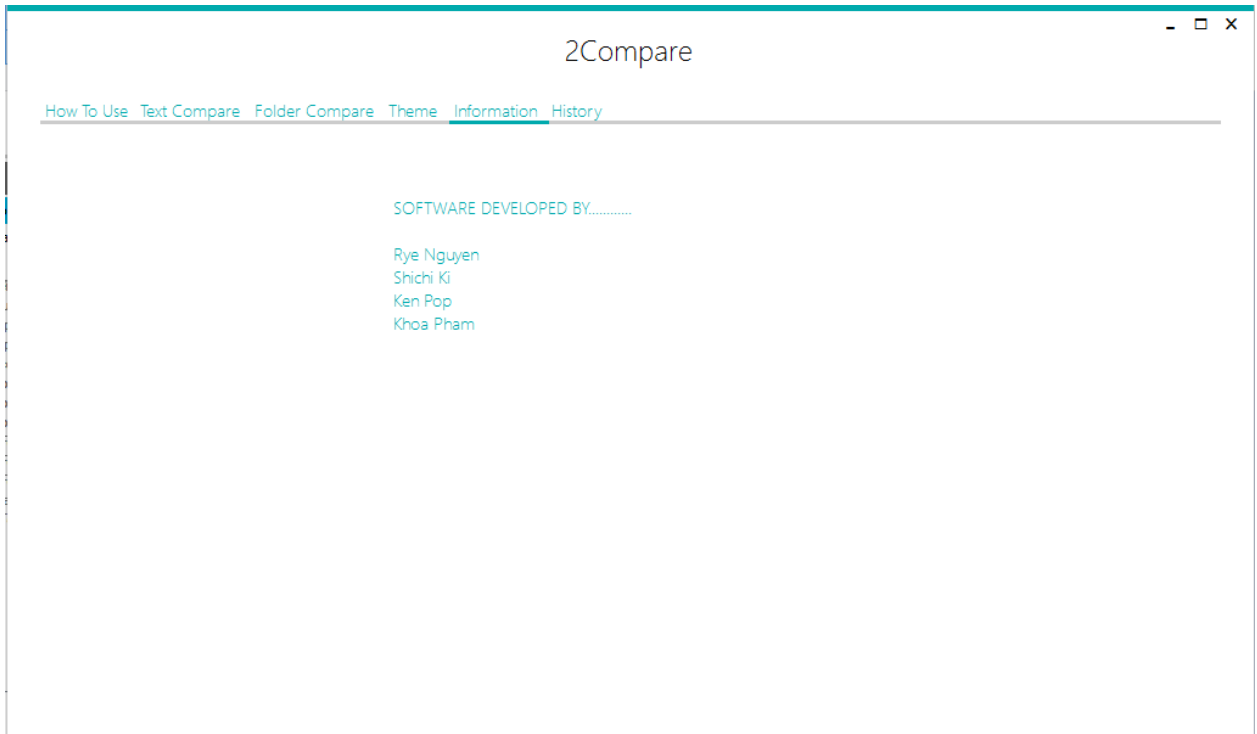 2Compare
How To Use Text Compare Folder Compare Theme Information History
SOFTWARE DEVELOPED BY...........
Rye Nguyen
Shichi Ki
Ken Pop
Khoa Pham